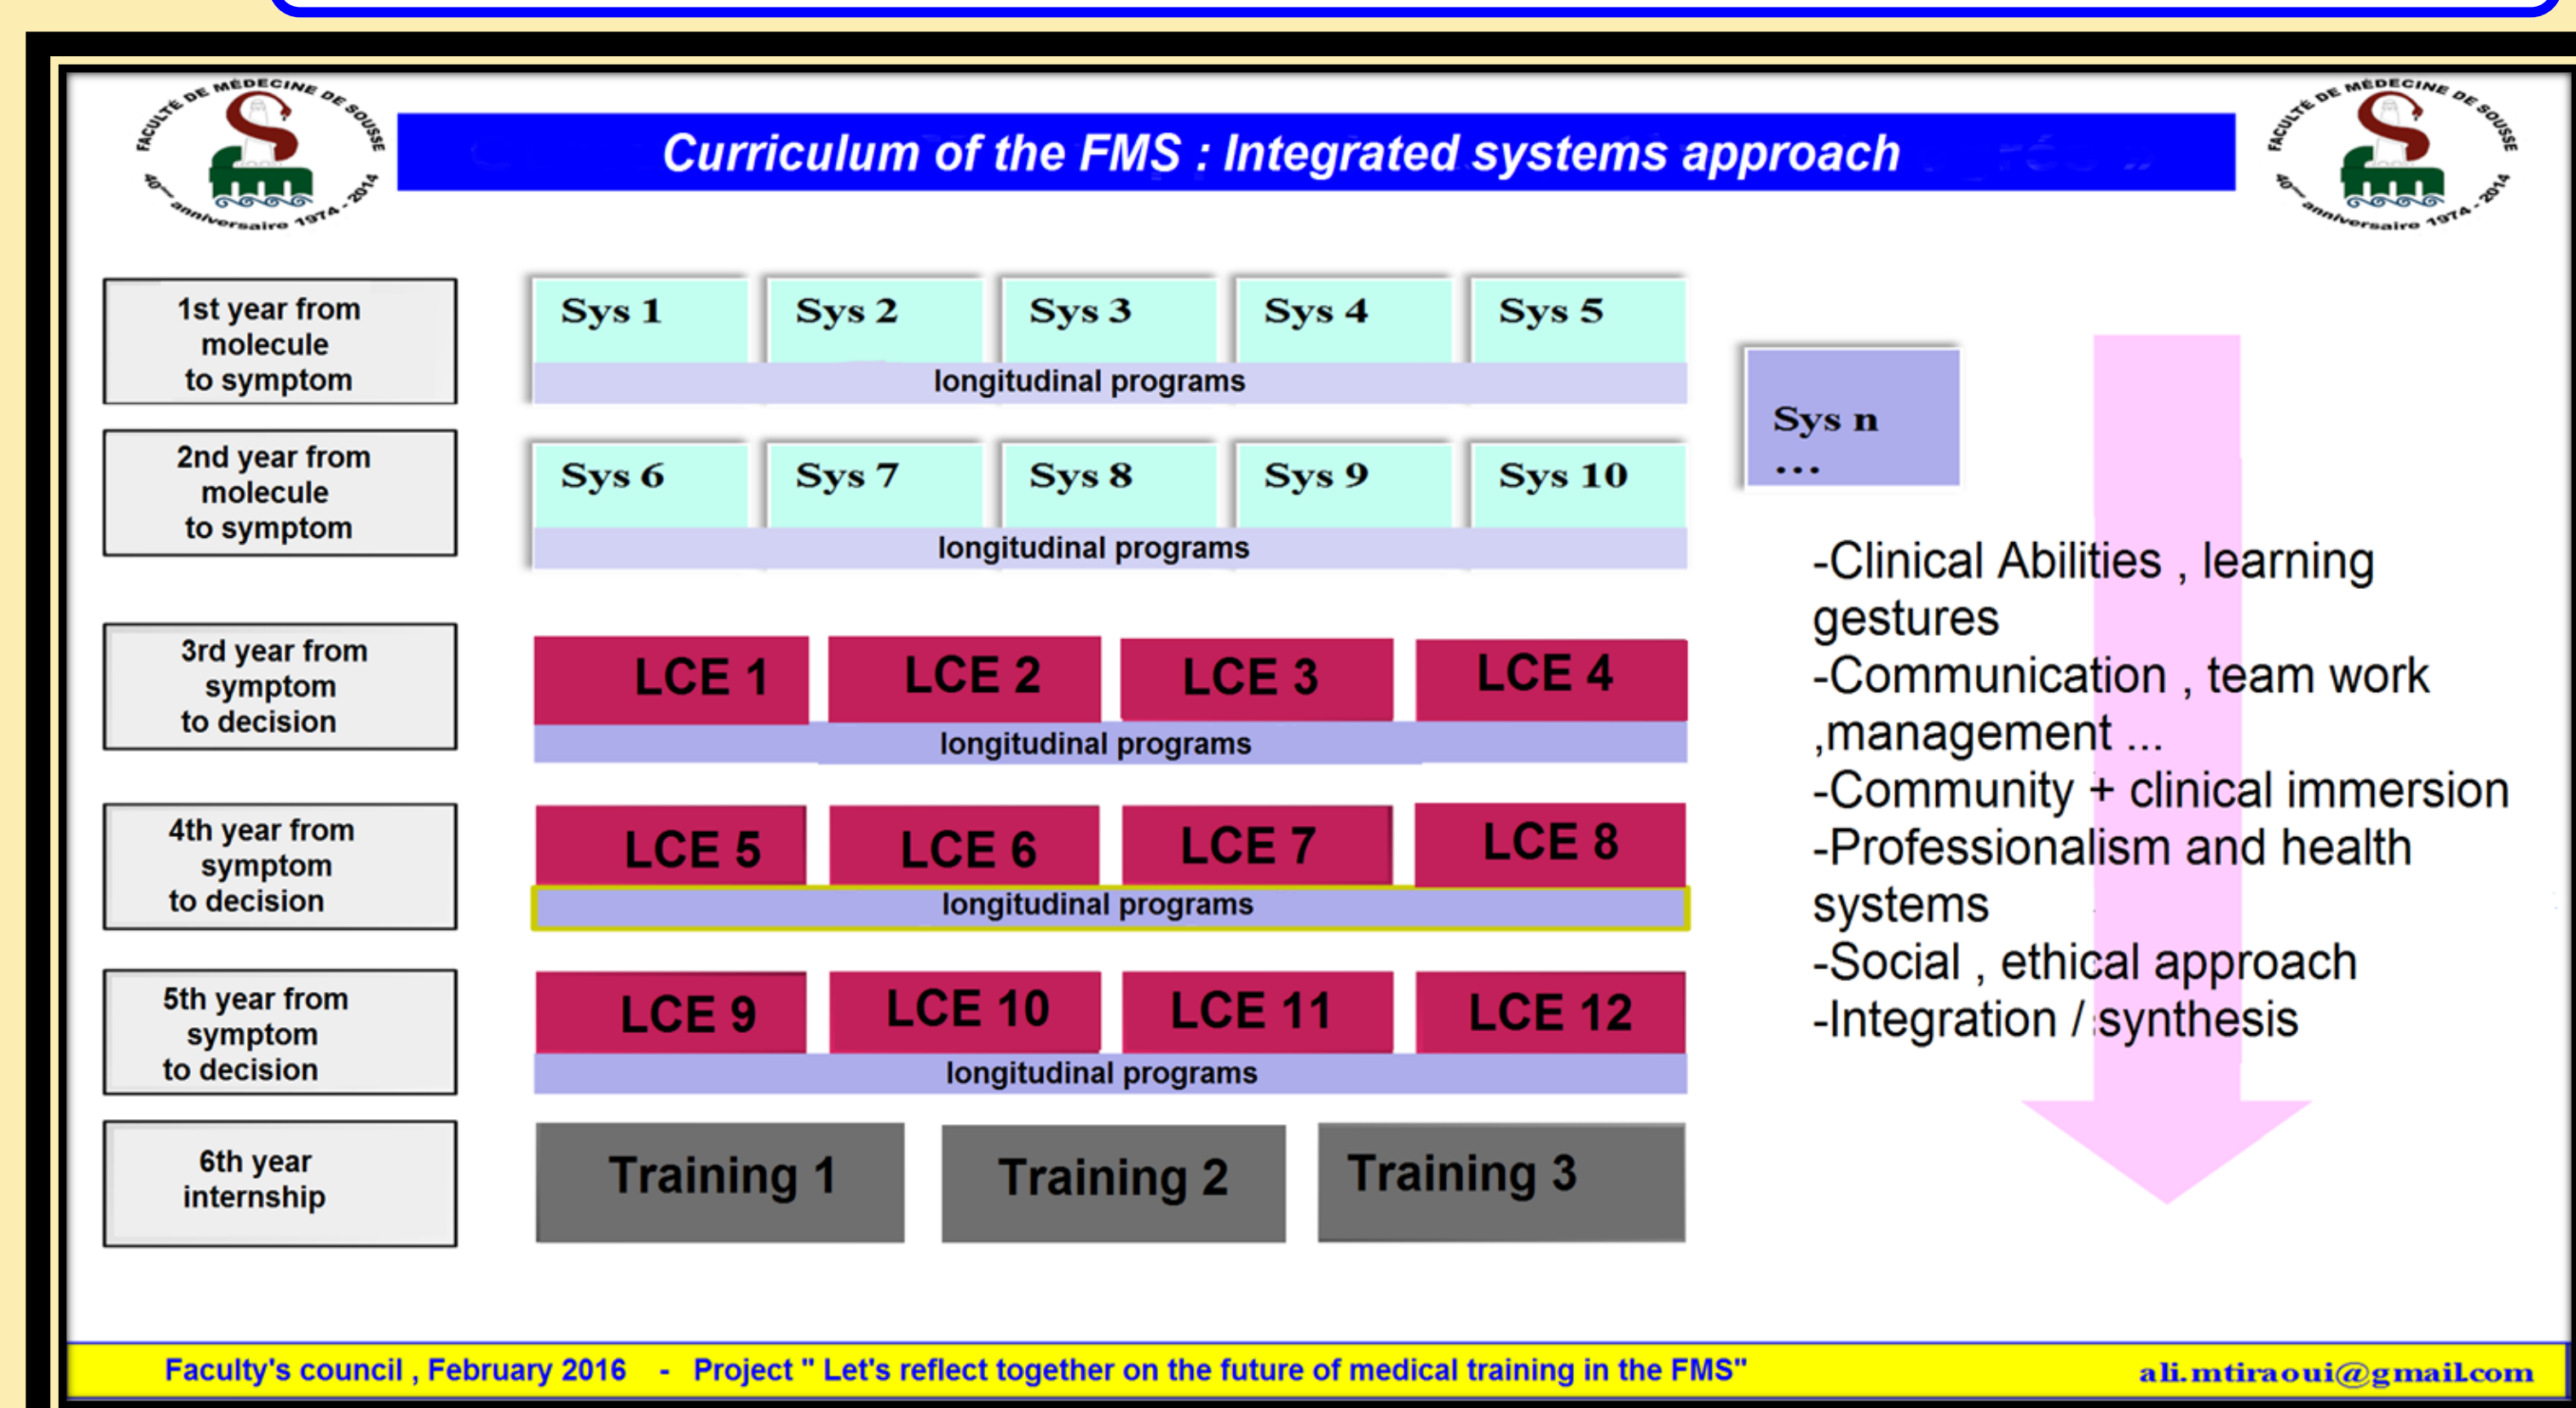 FACULTÉ DE MÉDECINE DE SOUSSE
40ème anniversaire 1974 - 2014
Curriculum of the FMS : Integrated systems approach
FACULTÉ DE MÉDECINE DE SOUSSE
40ème anniversaire 1974 - 2014
1st year from
molecule
to symptom
Sys 1
Sys 2
Sys 3
Sys 4
Sys 5
longitudinal programs
2nd year from
molecule
to symptom
Sys 6
Sys 7
Sys 8
Sys 9
Sys 10
longitudinal programs
3rd year from
symptom
to decision
LCE 1
LCE 2
LCE 3
LCE 4
longitudinal programs
4th year from
symptom
to decision
LCE 5
LCE 6
LCE 7
LCE 8
longitudinal programs
5th year from
symptom
to decision
LCE 9
LCE 10
LCE 11
LCE 12
longitudinal programs
6th year
internship
Training 1
Training 2
Training 3
Sys n
...
-Clinical Abilities , learning
gestures
-Communication , team work
,management ...
-Community + clinical immersion
-Professionalism and health
systems
-Social , ethical approach
-Integration / synthesis
Faculty's council , February 2016 - Project " Let's reflect together on the future of medical training in the FMS"
ali.mtiraoui@gmail.com